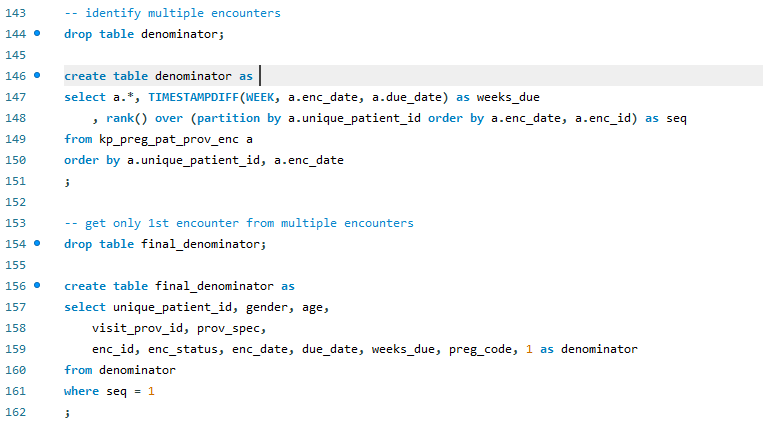 143 -- identify multiple encounters
144 drop table denominator;
145
146 create table denominator as
147 select a.*, TIMESTAMPDIFF(WEEK, a.enc_date, a.due_date) as weeks_due
148 , rank() over (partition by a.unique_patient_id order by a.enc_date, a.enc_id) as seq
149 from kp_preg_pat_prov_enc a
150 order by a.unique_patient_id, a.enc_date
151 ;
152
153 -- get only 1st encounter from multiple encounters
154 drop table final_denominator;
155
156 create table final_denominator as
157 select unique_patient_id, gender, age,
158 visit_prov_id, prov_spec,
159 enc_id, enc_status, enc_date, due_date, weeks_due, preg_code, 1 as denominator
160 from denominator
161 where seq = 1
162 ;